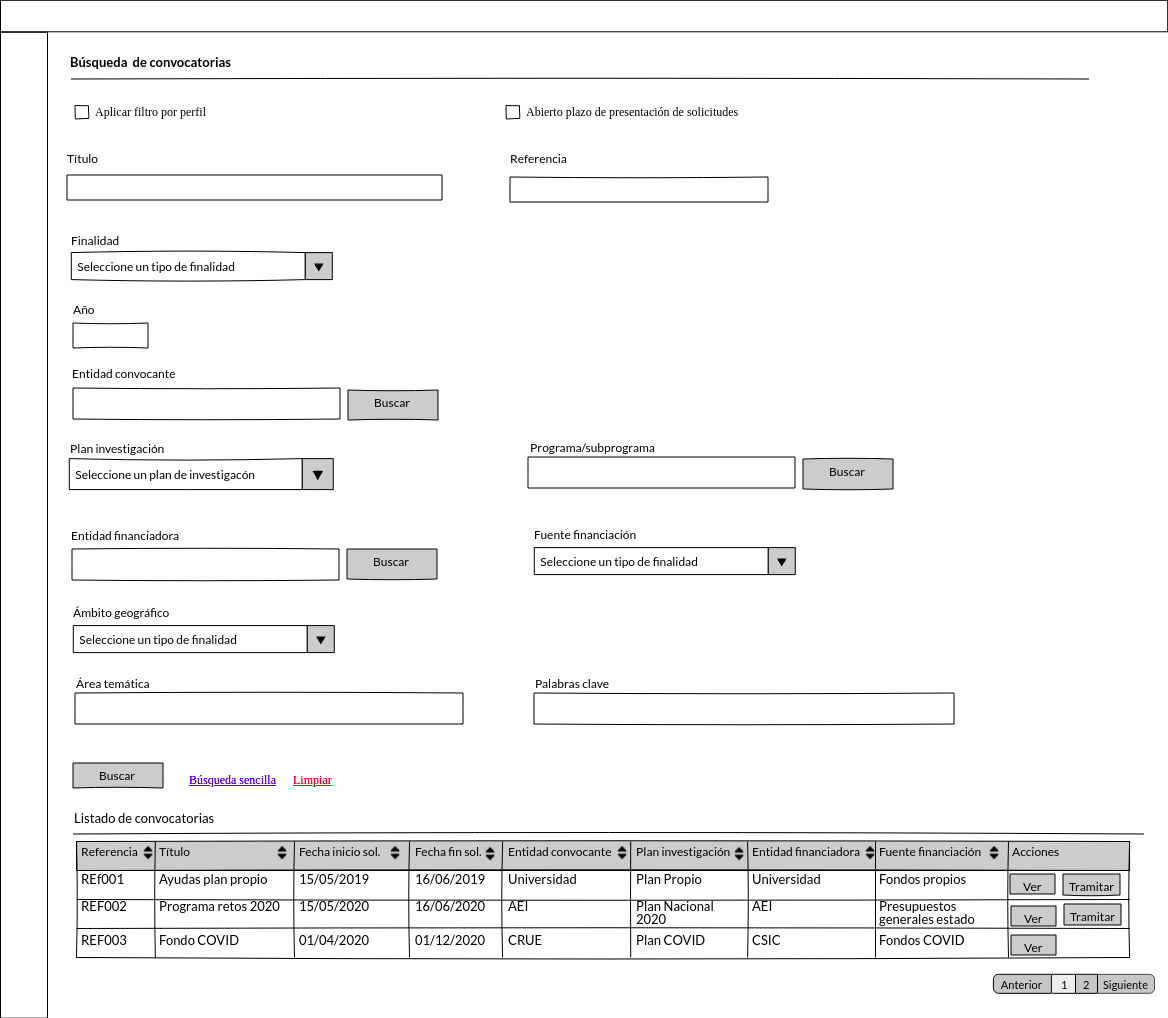 Búsqueda de convocatorias
Aplicar filtro por perfil
Abierto plazo de presentación de solicitudes
Título
Referencia
Finalidad
Seleccione un tipo de finalidad
Año
Entidad convocante
Buscar
Plan investigación
Programa/subprograma
Seleccione un plan de investigacón
Buscar
Entidad financiadora
Fuente financiación
Buscar
Seleccione un tipo de finalidad
Ámbito geográfico
Seleccione un tipo de finalidad
Área temática
Palabras clave
Buscar Búsqueda sencilla Limpiar
Listado de convocatorias
Referencia Título Fecha inicio sol. Fecha fin sol. Entidad convocante Plan investigación Entidad financiadora Fuente financiación Acciones
REf001 Ayudas plan propio 15/05/2019 16/06/2019 Universidad Plan Propio Universidad Fondos propios Ver Tramitar
REF002 Programa retos 2020 15/05/2020 16/06/2020 AEI Plan Nacional 2020 AEI Presupuestos generales estado Ver Tramitar
REF003 Fondo COVID 01/04/2020 01/12/2020 CRUE Plan COVID CSIC Fondos COVID Ver
Anterior 1 2 Siguiente